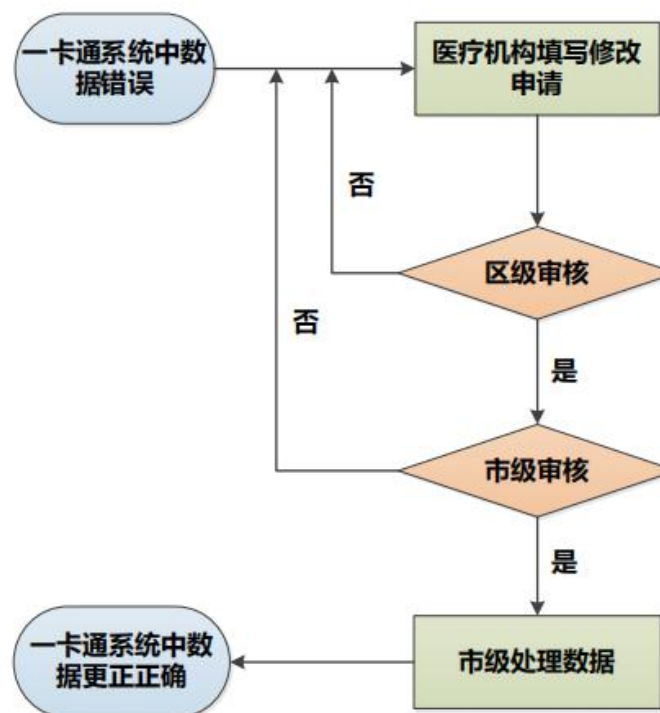 一卡通系统中数
据错误
医疗机构填写修改
申请
否
区级审核
否
是
市级审核
是
一卡通系统中数
据更正正确
市级处理数据